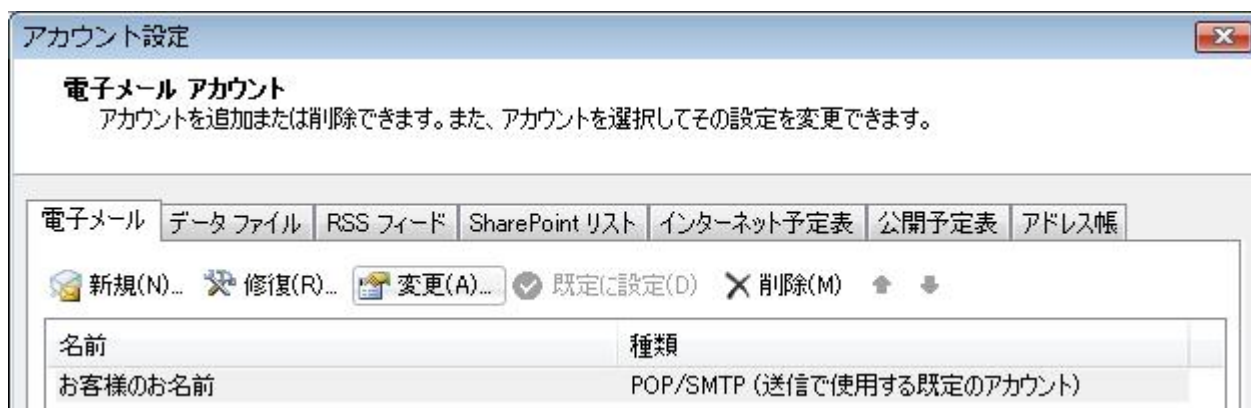 アカウント設定
電子メール アカウント
アカウントを追加または削除できます。また、アカウントを選択してその設定を変更できます。
電子メール データ ファイル RSS フィード SharePoint リスト インターネット予定表 公開予定表 アドレス帳
新規(N)... 修復(R)... 変更(A)... 既定に設定(D) 削除(M)
名前 種類
お客様のお名前 POP/SMTP (送信で使用する既定のアカウント)